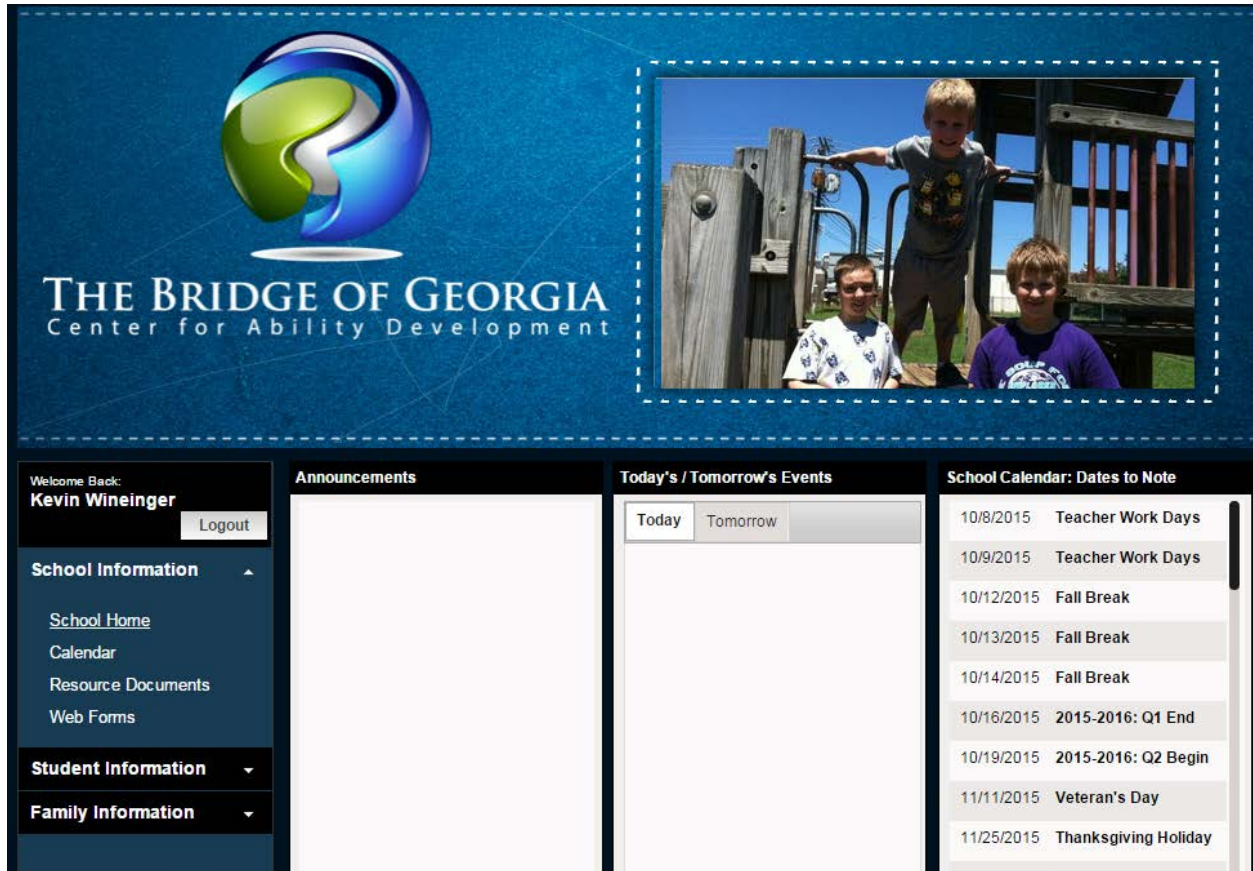 THE BRIDGE OF GEORGIA
Center for Ability Development
Welcome Back:
Kevin Wineinger
Logout
School Information
School Home
Calendar
Resource Documents
Web Forms
Student Information
Family Information
Announcements
Today's / Tomorrow's Events
Today Tomorrow
School Calendar: Dates to Note
10/8/2015 Teacher Work Days
10/9/2015 Teacher Work Days
10/12/2015 Fall Break
10/13/2015 Fall Break
10/14/2015 Fall Break
10/16/2015 2015-2016: Q1 End
10/19/2015 2015-2016: Q2 Begin
11/11/2015 Veteran's Day
11/25/2015 Thanksgiving Holiday